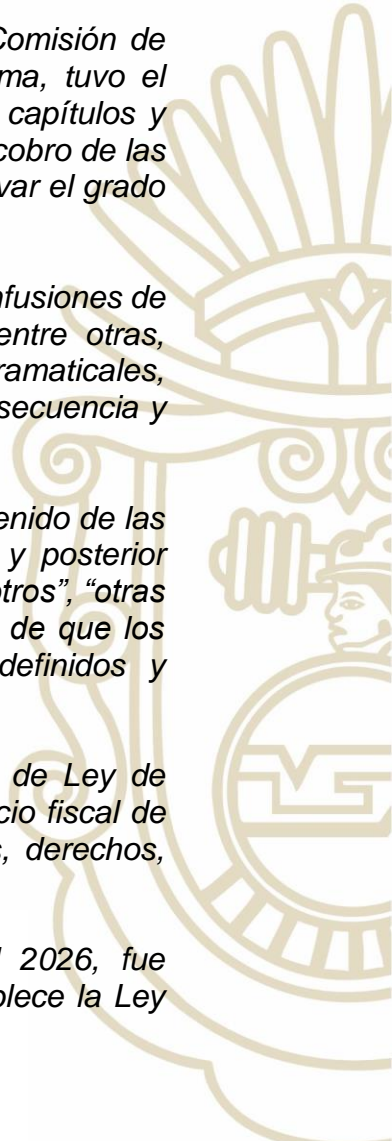 Comisión de
ma, tuvo el
capítulos y
cobro de las
var el grado
nfusiones de
entre otras,
ramaticales,
secuencia y
enido de las
y posterior
otros”, “otras
de que los
definidos y
de Ley de
cio fiscal de
s, derechos,
2026, fue
blece la Ley